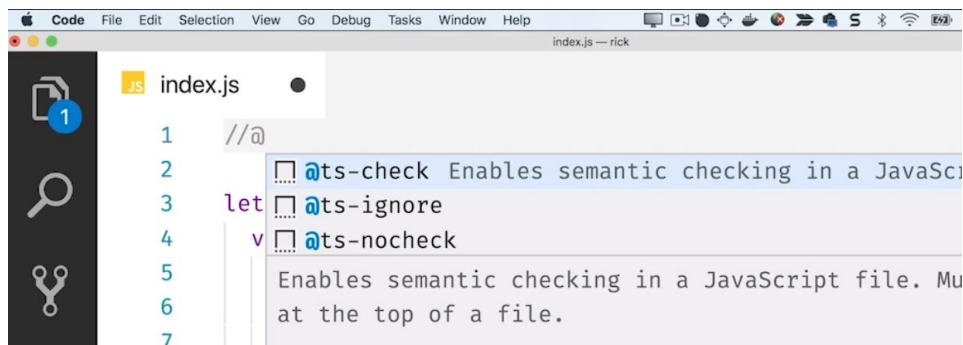 Code File Edit Selection View Go Debug Tasks Window Help
index.js — rick
1
JS index.js
1 //@
2 @ts-check Enables semantic checking in a JavaScr
3 let @ts-ignore
4 v @ts-nocheck
5 Enables semantic checking in a JavaScript file. Mu
6 at the top of a file.
7